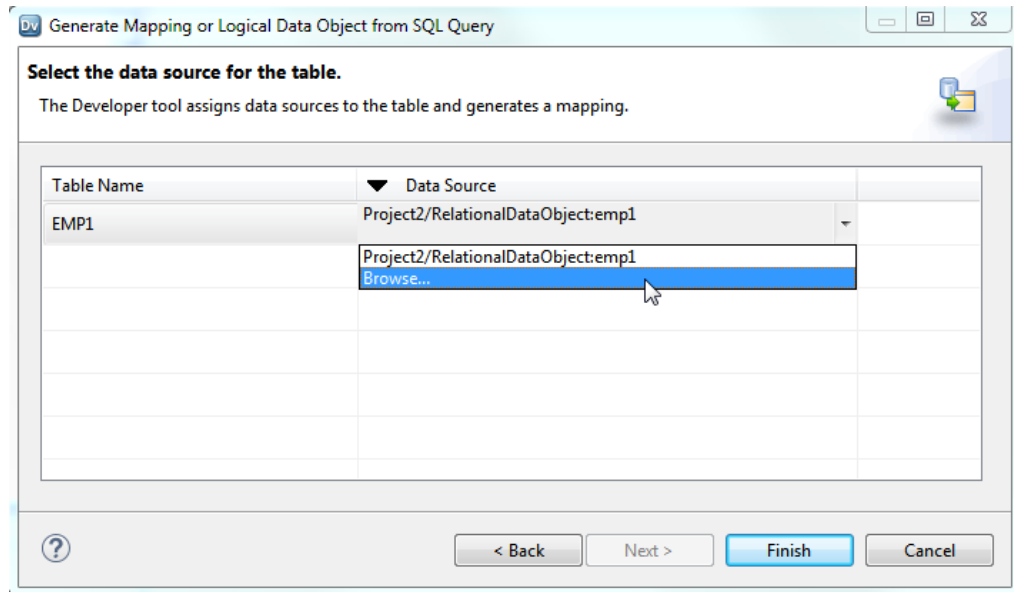 Dv Generate Mapping or Logical Data Object from SQL Query
Select the data source for the table.
The Developer tool assigns data sources to the table and generates a mapping.
Table Name Data Source
EMP1 Project2/RelationalDataObject:emp1
Project2/RelationalDataObject:emp1
Browse...
? < Back Next > Finish Cancel